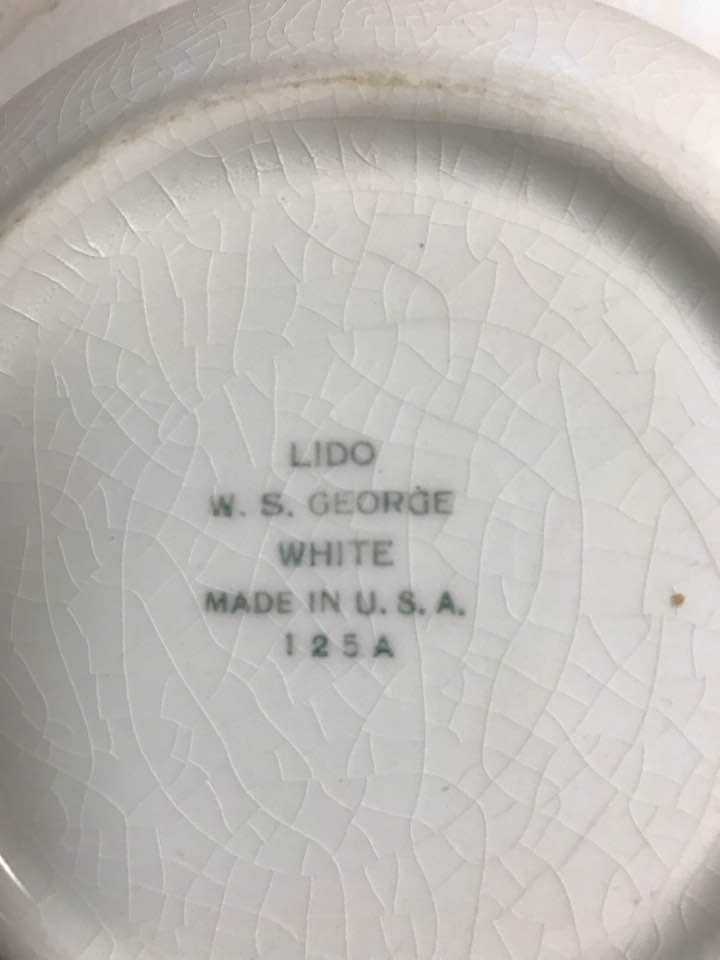 LIDO
W. S. GEORGE
WHITE
MADE IN U. S. A.
125A